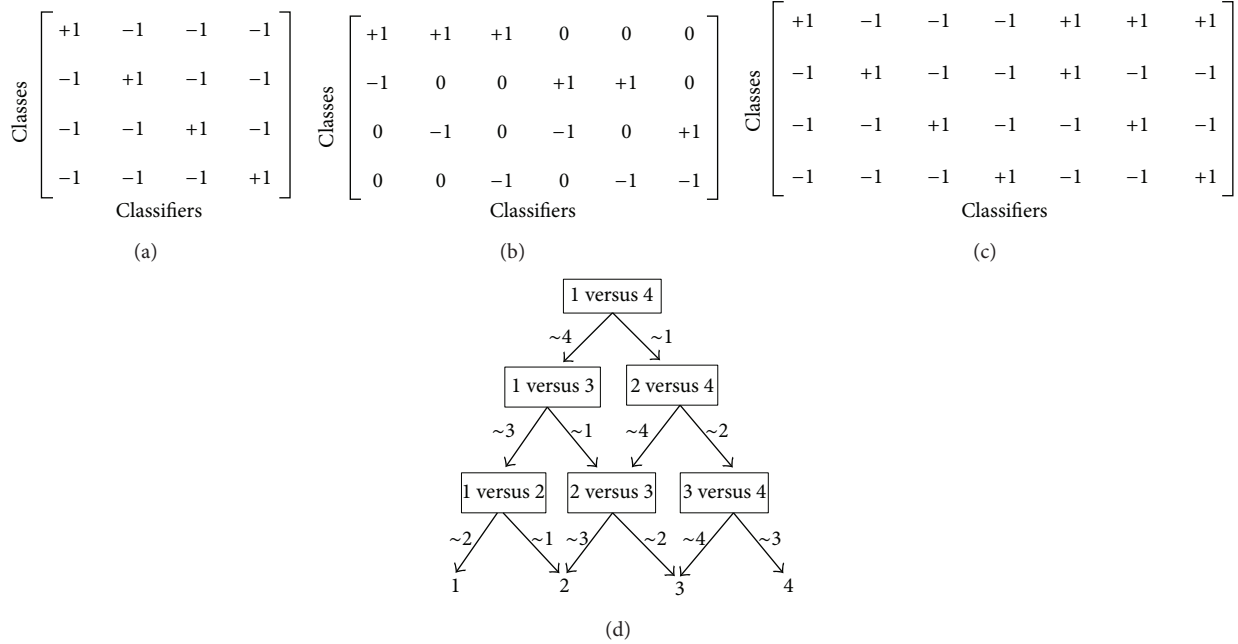 +1 −1 −1 −1
−1 +1 −1 −1
−1 −1 +1 −1
−1 −1 −1 +1
Classes
Classifiers
(a)
+1 +1 +1 0 0 0
−1 0 0 +1 +1 0
0 −1 0 −1 0 +1
0 0 −1 0 −1 −1
Classes
Classifiers
(b)
+1 −1 −1 −1 +1 +1 +1
−1 +1 −1 −1 +1 −1 −1
−1 −1 +1 −1 −1 +1 −1
−1 −1 −1 +1 −1 −1 +1
Classes
Classifiers
(c)
1 versus 4
~4 ~1
1 versus 3 2 versus 4
~3 ~1 ~4 ~2
1 versus 2 2 versus 3 3 versus 4
~2 ~1 ~3 ~2 ~4 ~3
1 2 3 4
(d)